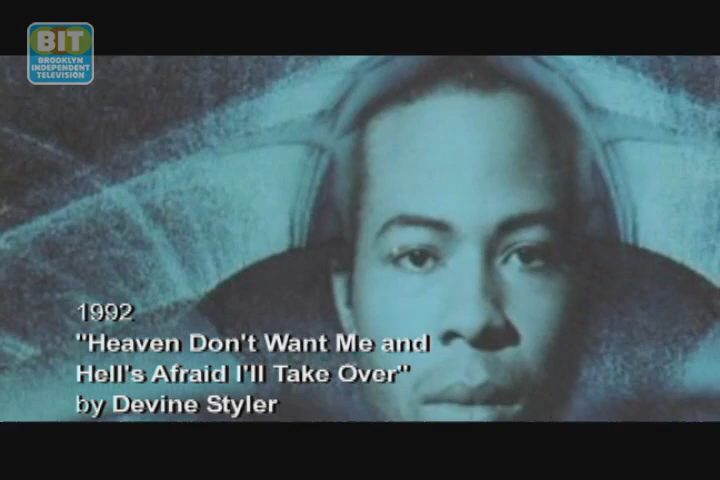 BIT
BROOKLYN
INDEPENDENT
TELEVISION
1992
"Heaven Don't Want Me and
Hell's Afraid I'll Take Over"
by Devine Styler